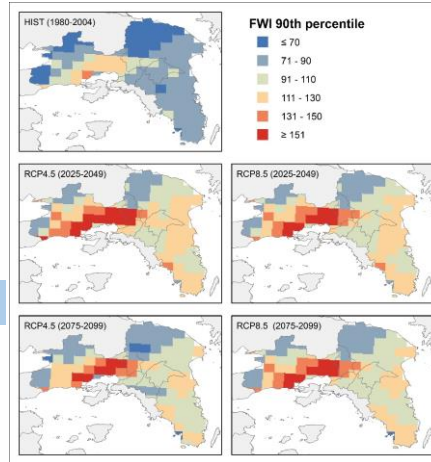 HIST (1980-2004)
FWI 90th percentile
≤ 70
71 - 90
91 - 110
111 - 130
131 - 150
≥ 151
RCP4.5 (2025-2049)
RCP8.5 (2025-2049)
RCP4.5 (2075-2099)
RCP8.5 (2075-2099)